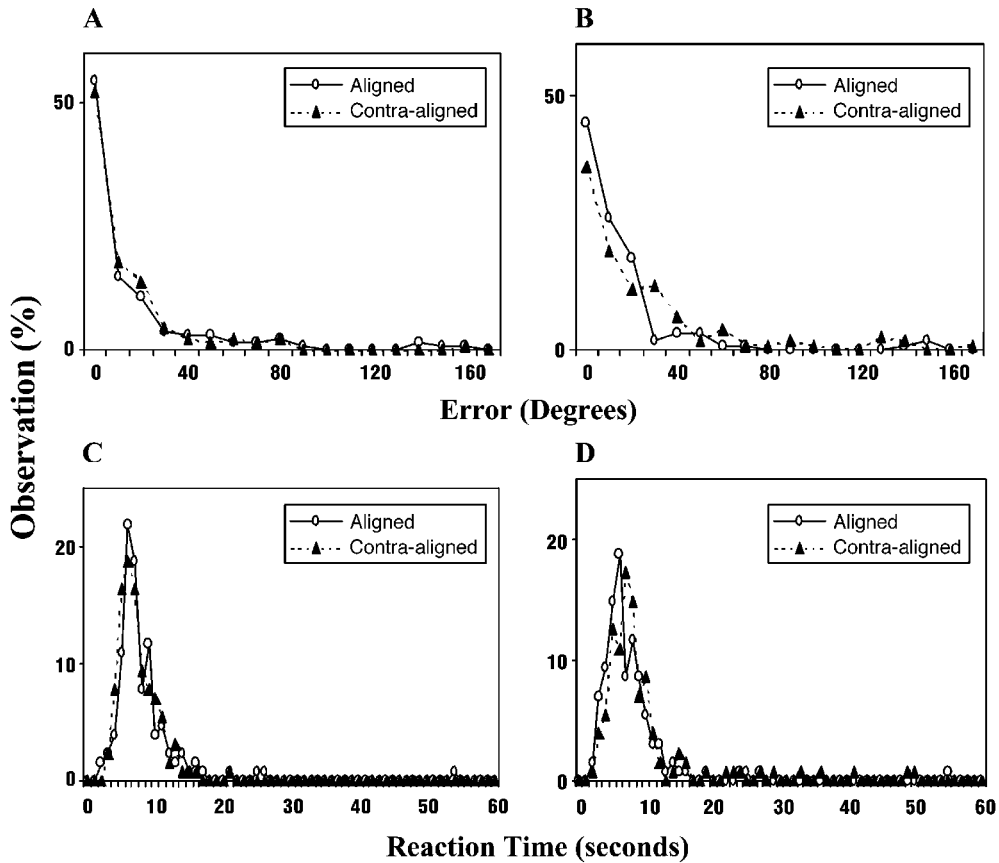 A
B
50
Aligned
Contra-aligned
0
0 40 80 120 160
50
Aligned
Contra-aligned
0
0 40 80 120 160
Error (Degrees)
Observation (%)
C
D
20
10
0
Aligned
Contra-aligned
0 10 20 30 40 50 60
20
10
0
Aligned
Contra-aligned
0 10 20 30 40 50 60
Reaction Time (seconds)